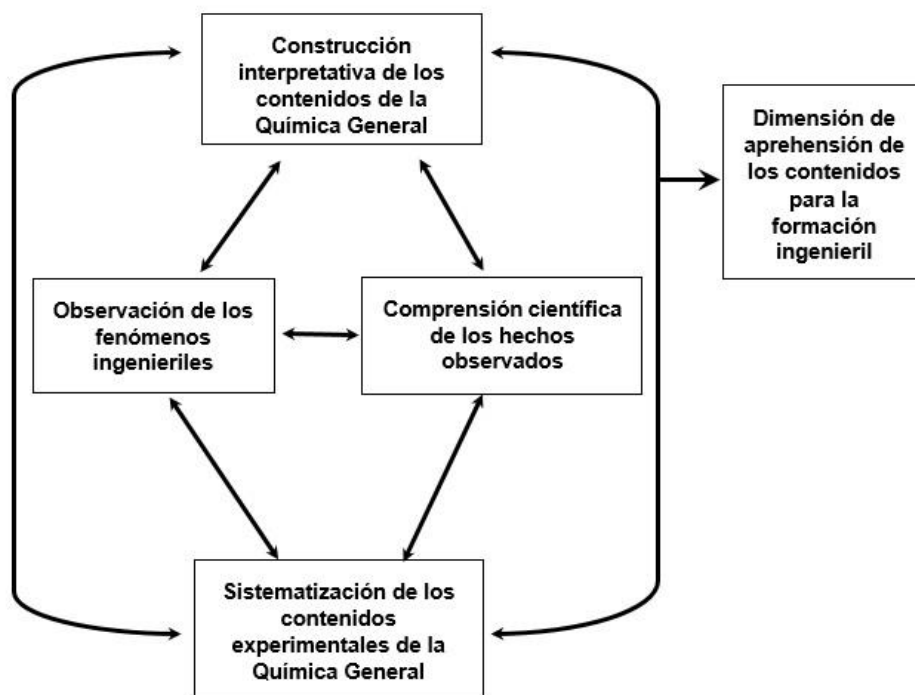 Construcción
interpretativa de los
contenidos de la
Química General
Dimensión de
aprehensión de
los contenidos
para la
formación
ingenieril
Observación de los
fenómenos
ingenieriles
Comprensión científica
de los hechos
observados
Sistematización de los
contenidos
experimentales de la
Química General